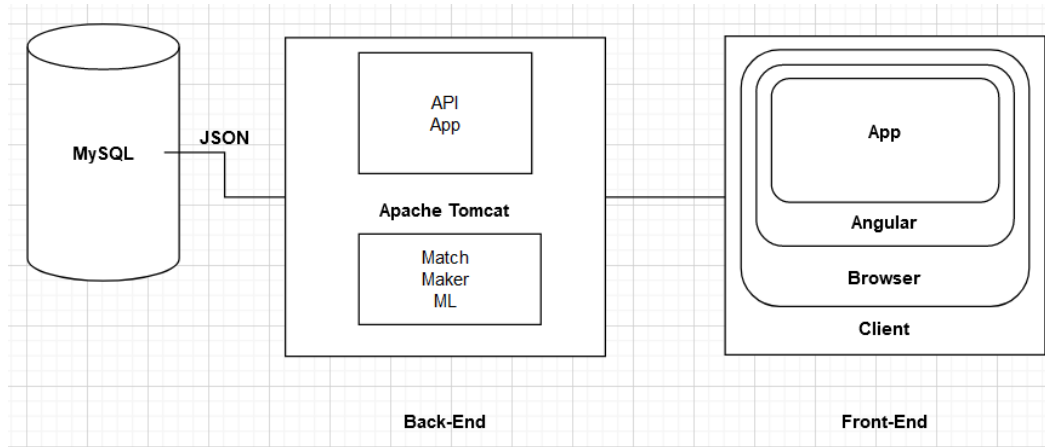 MySQL
JSON
API
App
Apache Tomcat
Match
Maker
ML
Back-End
App
Angular
Browser
Client
Front-End